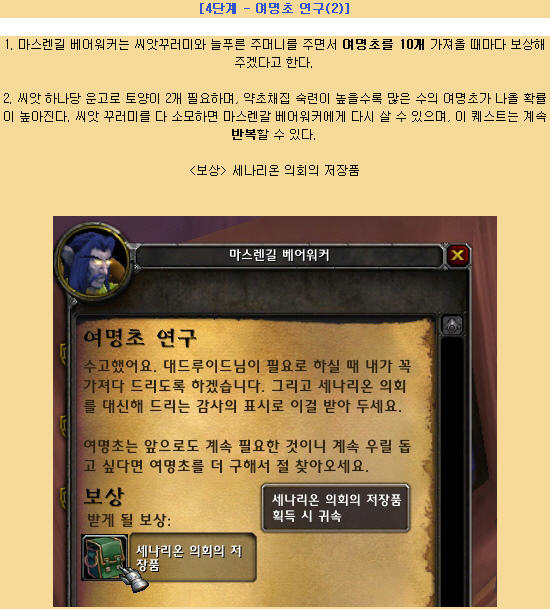 [4단계 - 여명초 연구(2)]
1. 마스렌길 베어워커는 씨앗꾸러미와 늘푸른 주머니를 주면서 여명초를 10개 가져올 때마다 보상해
주겠다고 한다.
2. 씨앗 하나당 운고로 토양이 2개 필요하며, 약초채집 숙련이 높을수록 많은 수의 여명초가 나올 확률
이 높아진다. 씨앗 꾸러미를 다 소모하면 마스렌갈 베어워커에게 다시 살 수 있으며, 이 퀘스트는 계속
반복할 수 있다.
<보상> 세나리온 의회의 저장품
마스렌길 베어워커
여명초 연구
수고했어요. 대드루이드님이 필요로 하실 때 내가 꼭
가져다 드리도록 하겠습니다. 그리고 세나리온 의회
를 대신해 드리는 감사의 표시로 이걸 받아 두세요.
여명초는 앞으로도 계속 필요한 것이니 계속 우릴 돕
고 싶다면 여명초를 더 구해서 절 찾아오세요.
보상
받게 될 보상:
세나리온 의회의 저장품
획득 시 귀속
세나리온 의회의 저
장품